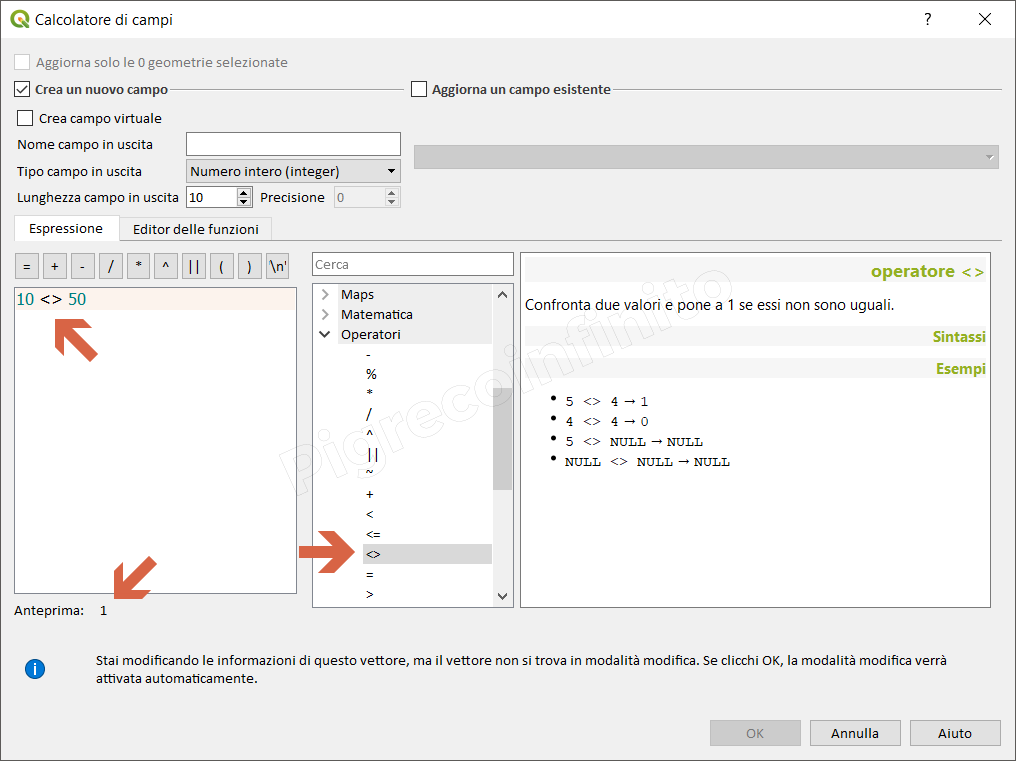 Calcolatore di campi
?
Aggiorna solo le 0 geometrie selezionate
Crea un nuovo campo
Aggiorna un campo esistente
Crea campo virtuale
Nome campo in uscita
Tipo campo in uscita Numero intero (integer)
Lunghezza campo in uscita 10 Precisione 0
Espressione Editor delle funzioni
= + - / * ^ || ( ) '\n'
10 <> 50
Anteprima: 1
Cerca
Maps
Matematica
Operatori
-
%
*
/
^
||
~
+
<
<=
<>
=
>
operatore <>
Confronta due valori e pone a 1 se essi non sono uguali.
Sintassi
Esempi
• 5 <> 4 → 1
• 4 <> 4 → 0
• 5 <> NULL → NULL
• NULL <> NULL → NULL
Pigrecoinfinito
Stai modificando le informazioni di questo vettore, ma il vettore non si trova in modalità modifica. Se clicchi OK, la modalità modifica verrà
attivata automaticamente.
OK Annulla Aiuto